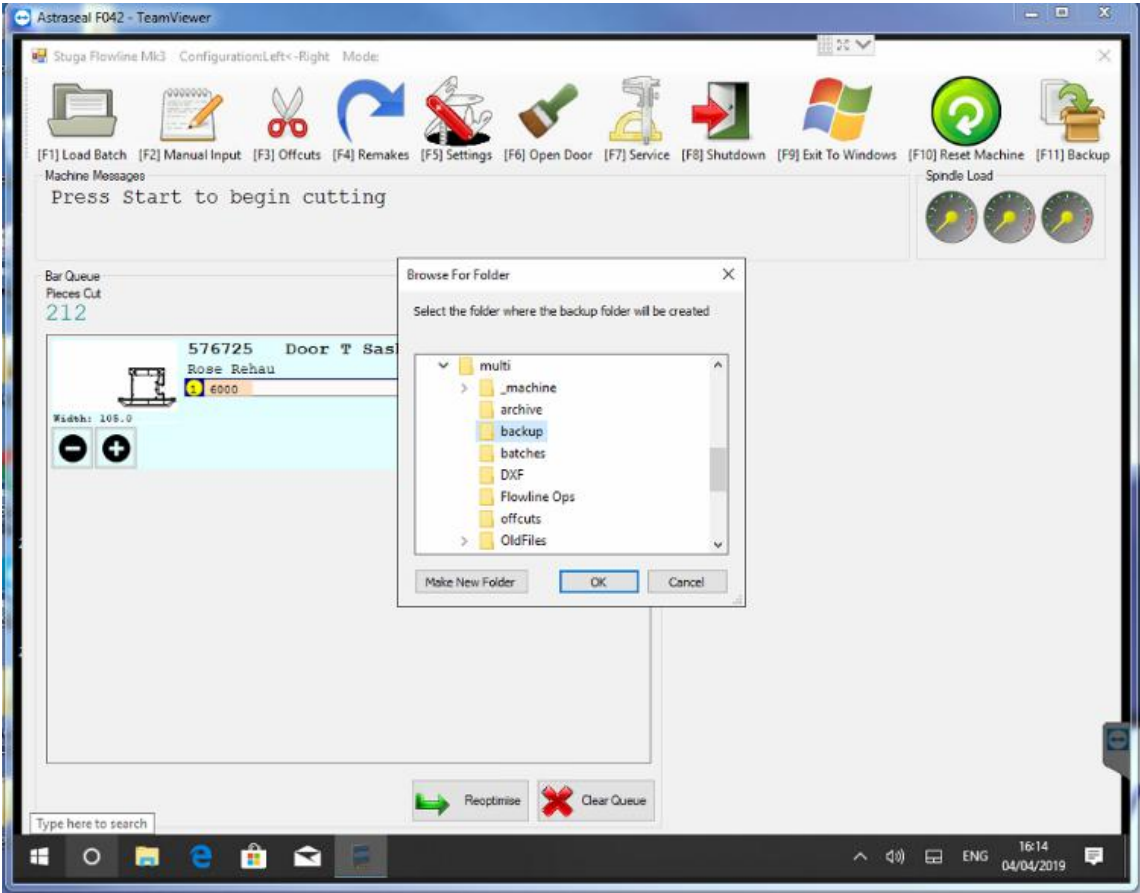 Astraseal F042 - TeamViewer
Stuga Flowline Mk3 Configuration:Left<-Right Mode:
[F1] Load Batch [F2] Manual Input [F3] Offcuts [F4] Remakes [F5] Settings [F6] Open Door [F7] Service [F8] Shutdown [F9] Exit To Windows [F10] Reset Machine [F11] Backup
Machine Messages
Press Start to begin cutting
Spindle Load
Bar Queue
Pieces Cut
212
576725 Door T Sas
Rose Rehau
1 6000
Width: 105.0
Browse For Folder
Select the folder where the backup folder will be created
multi
_machine
archive
backup
batches
DXF
Flowline Ops
offcuts
OldFiles
Make New Folder OK Cancel
Reoptimise Clear Queue
Type here to search
ENG 16:14
04/04/2019